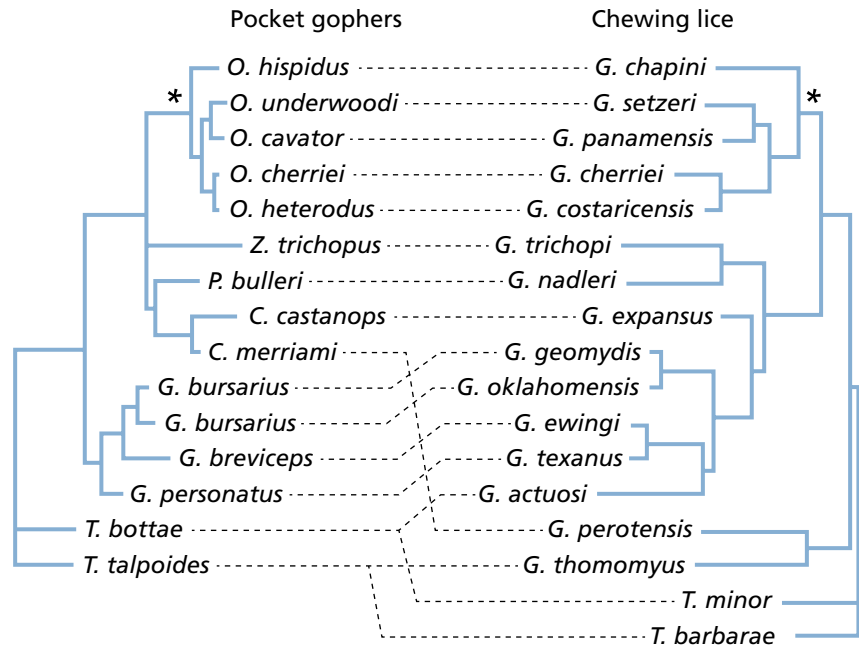 Pocket gophers Chewing lice
* O. hispidus G. chapini *
O. underwoodi G. setzeri
O. cavator G. panamensis
O. cherriei G. cherriei
O. heterodus G. costaricensis
Z. trichopus G. trichopi
P. bulleri G. nadleri
C. castanops G. expansus
C. merriami G. geomydis
G. bursarius G. oklahomensis
G. bursarius G. ewingi
G. breviceps G. texanus
G. personatus G. actuosi
T. bottae G. perotensis
T. talpoides G. thomomyus
T. minor
T. barbarae